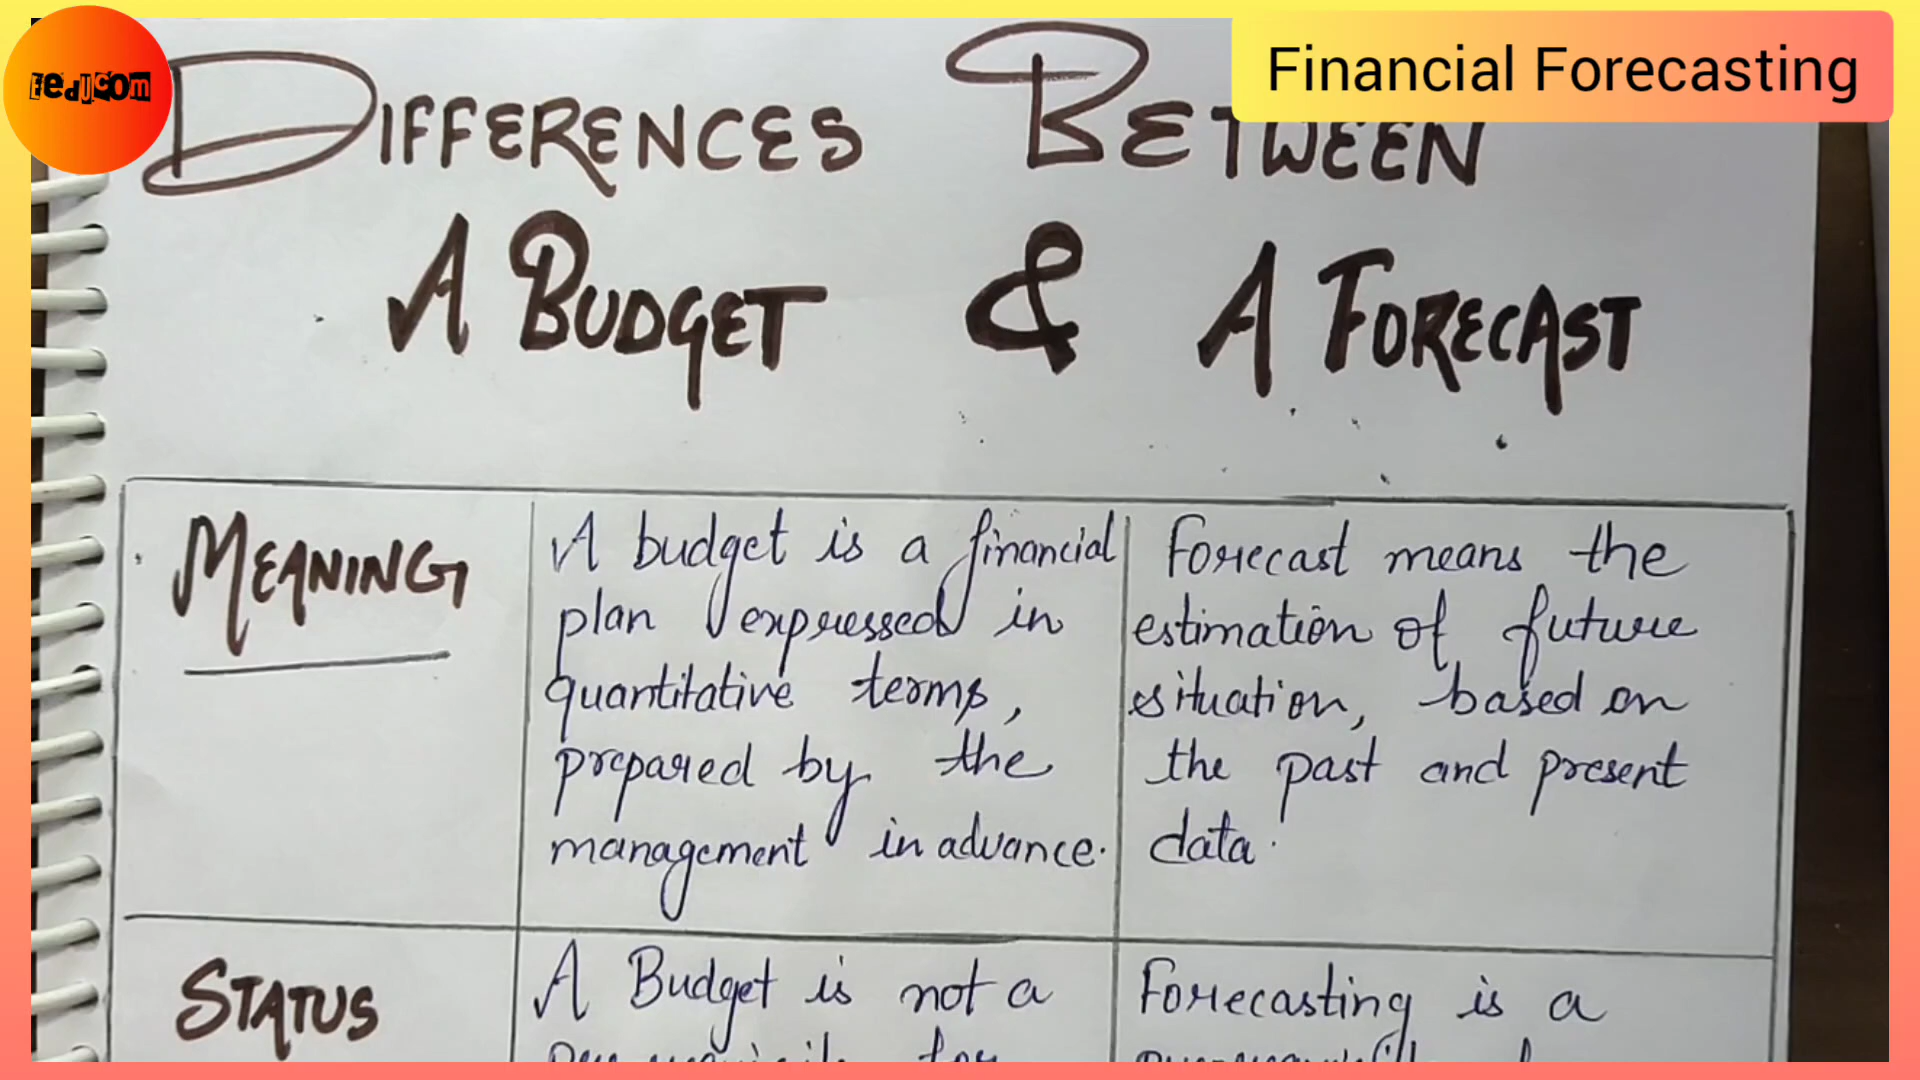 EedUCom
Financial Forecasting
DIFFERENCES BETWEEN
A BUDGET & A FORECAST
MEANING
A budget is a financial
plan expressed in
quantitative terms,
prepared by the
management in advance.
Forecast means the
estimation of future
situation, based on
the past and present
data.
STATUS
A Budget is not a
for
Forecasting is a